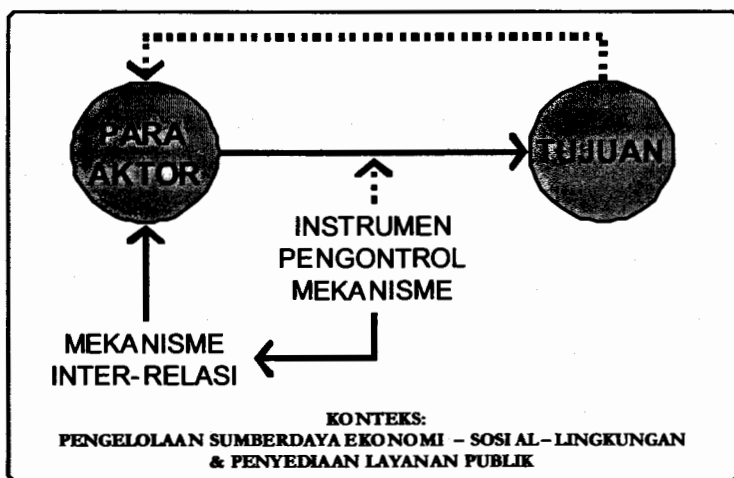 PARA
AKTOR
TUJUAN
INSTRUMEN
PENGONTROL
MEKANISME
MEKANISME
INTER-RELASI
KONTEKS:
PENGELOLAAN SUMBERDAYA EKONOMI – SOSIAL – LINGKUNGAN
& PENYEDIAAN LAYANAN PUBLIK